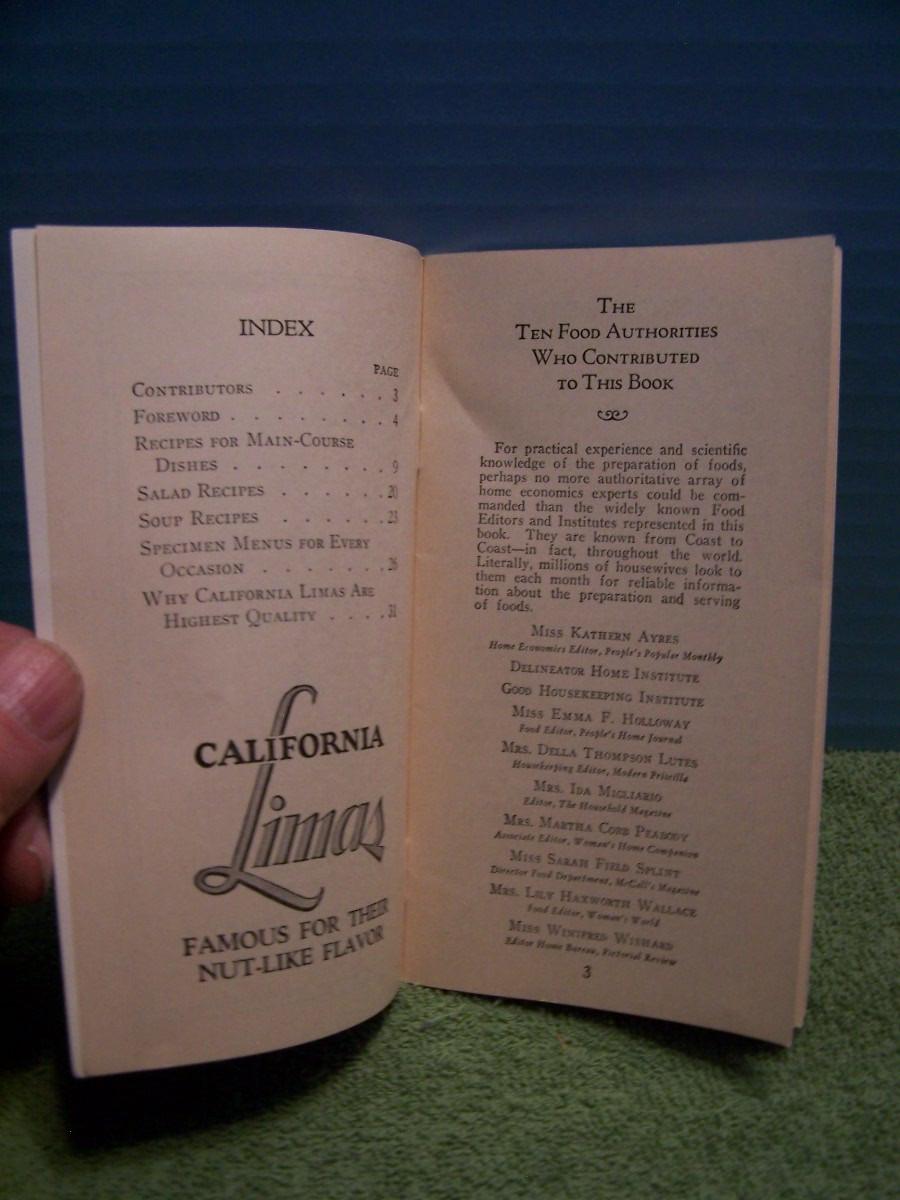 INDEX
PAGE
CONTRIBUTORS . . . . . . 3
FOREWORD . . . . . . . . 4
RECIPES FOR MAIN-COURSE
DISHES . . . . . . . . 9
SALAD RECIPES . . . . . . 20
SOUP RECIPES . . . . . . 23
SPECIMEN MENUS FOR EVERY
OCCASION . . . . . . . 26
WHY CALIFORNIA LIMAS ARE
HIGHEST QUALITY . . . . 31
CALIFORNIA
Limas
FAMOUS FOR THEIR
NUT-LIKE FLAVOR
THE
TEN FOOD AUTHORITIES
WHO CONTRIBUTED
TO THIS BOOK
For practical experience and scientific
knowledge of the preparation of foods,
perhaps no more authoritative array of
home economics experts could be com-
manded than the widely known Food
Editors and Institutes represented in this
book. They are known from Coast to
Coast—in fact, throughout the world.
Literally, millions of housewives look to
them each month for reliable informa-
tion about the preparation and serving
of foods.
MISS KATHERN AYRES
Home Economics Editor, People's Popular Monthly
DELINEATOR HOME INSTITUTE
GOOD HOUSEKEEPING INSTITUTE
MISS EMMA F. HOLLOWAY
Food Editor, People's Home Journal
MRS. DELLA THOMPSON LUTES
Housekeeping Editor, Modern Priscilla
MRS. IDA MIGLIARIO
Editor, The Household Magazine
MRS. MARTHA COBB PEABODY
Associate Editor, Woman's Home Companion
MISS SARAH FIELD SPLINT
Director Food Department, McCall's Magazine
MRS. LILY HAXWORTH WALLACE
Food Editor, Woman's World
MISS WINIFRED WISHARD
Editor Home Bureau, Pictorial Review
3